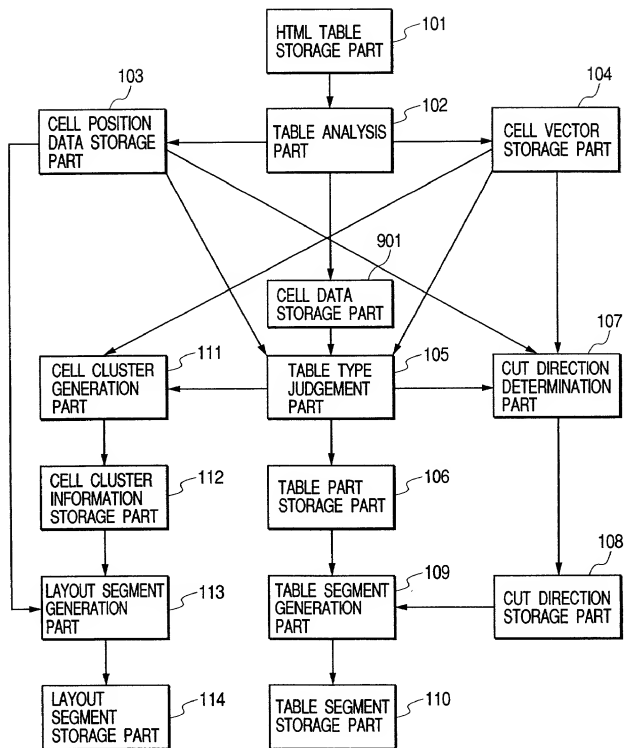 HTML TABLE
STORAGE PART
101
103
104
CELL POSITION
DATA STORAGE
PART
TABLE ANALYSIS
PART
102
CELL VECTOR
STORAGE PART
901
CELL DATA
STORAGE PART
111
CELL CLUSTER
GENERATION
PART
TABLE TYPE
JUDGEMENT
PART
105
107
CUT DIRECTION
DETERMINATION
PART
CELL CLUSTER
INFORMATION
STORAGE PART
112
TABLE PART
STORAGE PART
106
108
LAYOUT SEGMENT
GENERATION
PART
113
TABLE SEGMENT
GENERATION
PART
109
CUT DIRECTION
STORAGE PART
LAYOUT
SEGMENT
STORAGE PART
114
TABLE SEGMENT
STORAGE PART
110